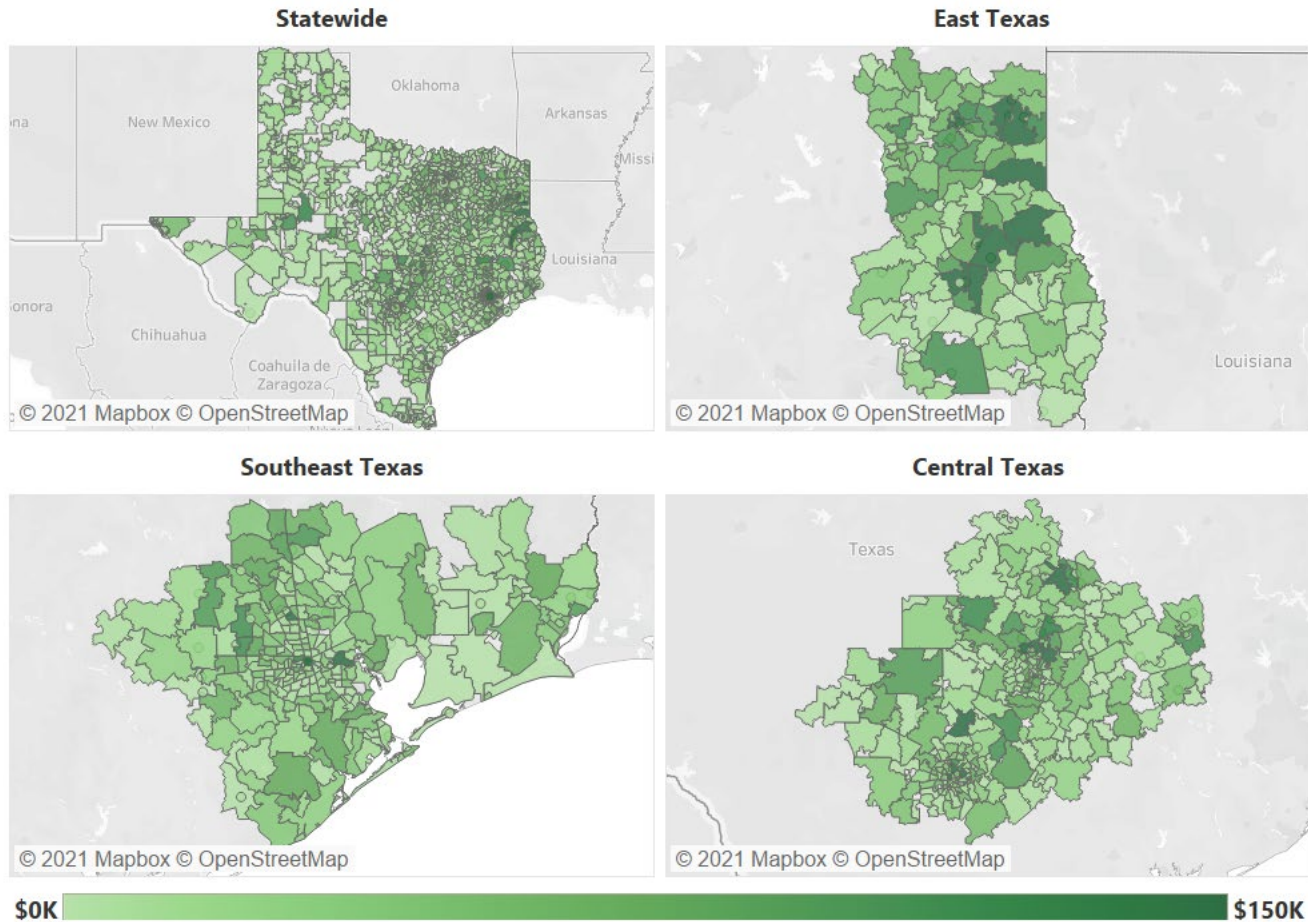 Statewide
East Texas
Oklahoma
New Mexico
Arkansas
Louisiana
Chihuahua
Coahuila de
Zaragoza
© 2021 Mapbox © OpenStreetMap
Louisiana
© 2021 Mapbox © OpenStreetMap
Southeast Texas
Central Texas
© 2021 Mapbox © OpenStreetMap
Texas
© 2021 Mapbox © OpenStreetMap
$0K
$150K